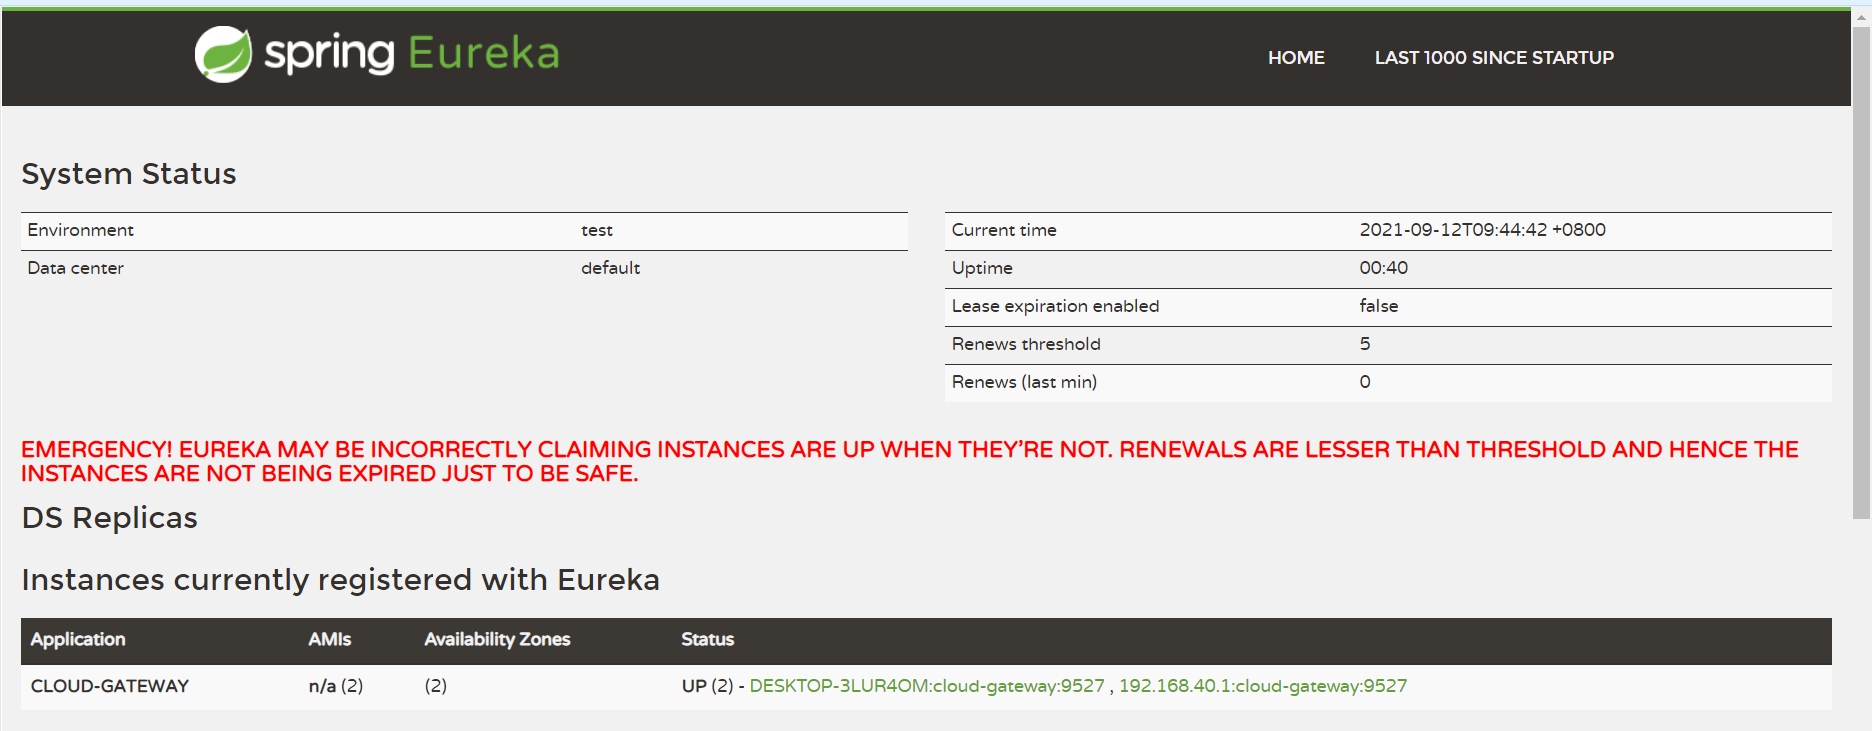 spring Eureka
HOME LAST 1000 SINCE STARTUP
System Status
Environment test
Data center default
Current time 2021-09-12T09:44:42 +0800
Uptime 00:40
Lease expiration enabled false
Renews threshold 5
Renews (last min) 0
EMERGENCY! EUREKA MAY BE INCORRECTLY CLAIMING INSTANCES ARE UP WHEN THEY'RE NOT. RENEWALS ARE LESSER THAN THRESHOLD AND HENCE THE
INSTANCES ARE NOT BEING EXPIRED JUST TO BE SAFE.
DS Replicas
Instances currently registered with Eureka
Application AMIs Availability Zones Status
CLOUD-GATEWAY n/a (2) (2) UP (2) - DESKTOP-3LUR4OM:cloud-gateway:9527 , 192.168.40.1:cloud-gateway:9527